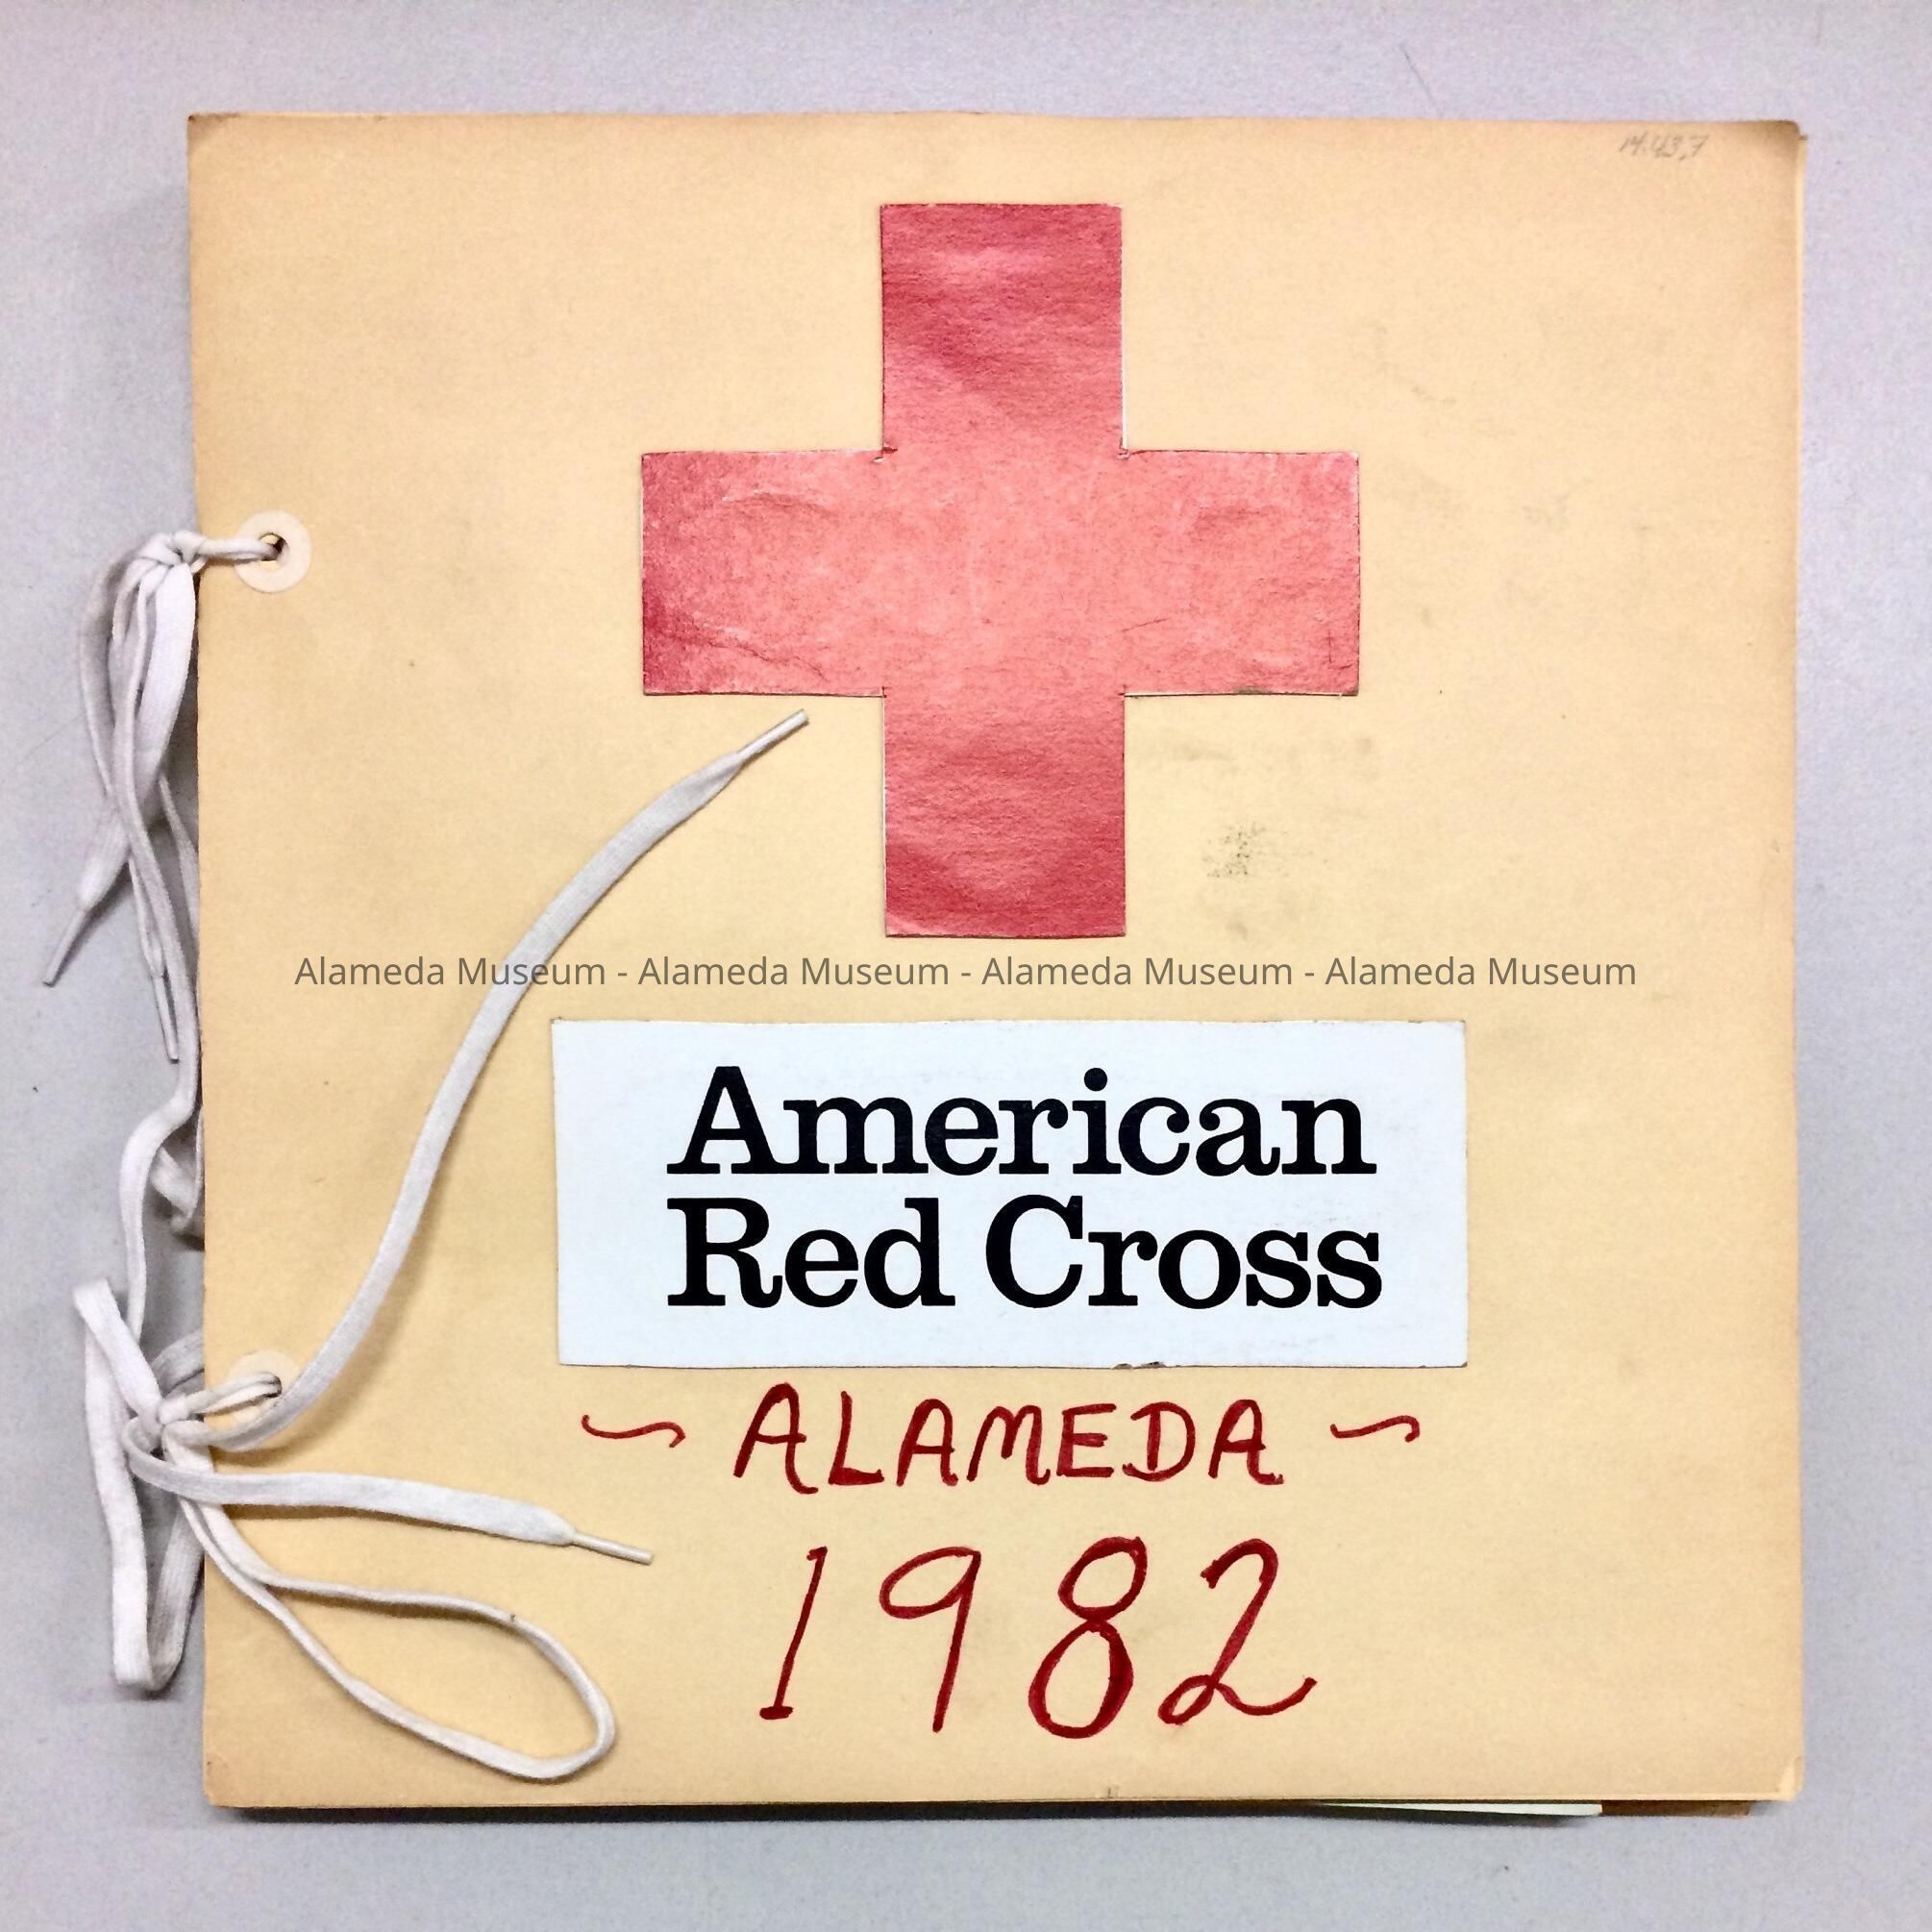 14.43.7
Alameda Museum - Alameda Museum - Alameda Museum - Alameda Museum
American
Red Cross
~ ALAMEDA ~
1982